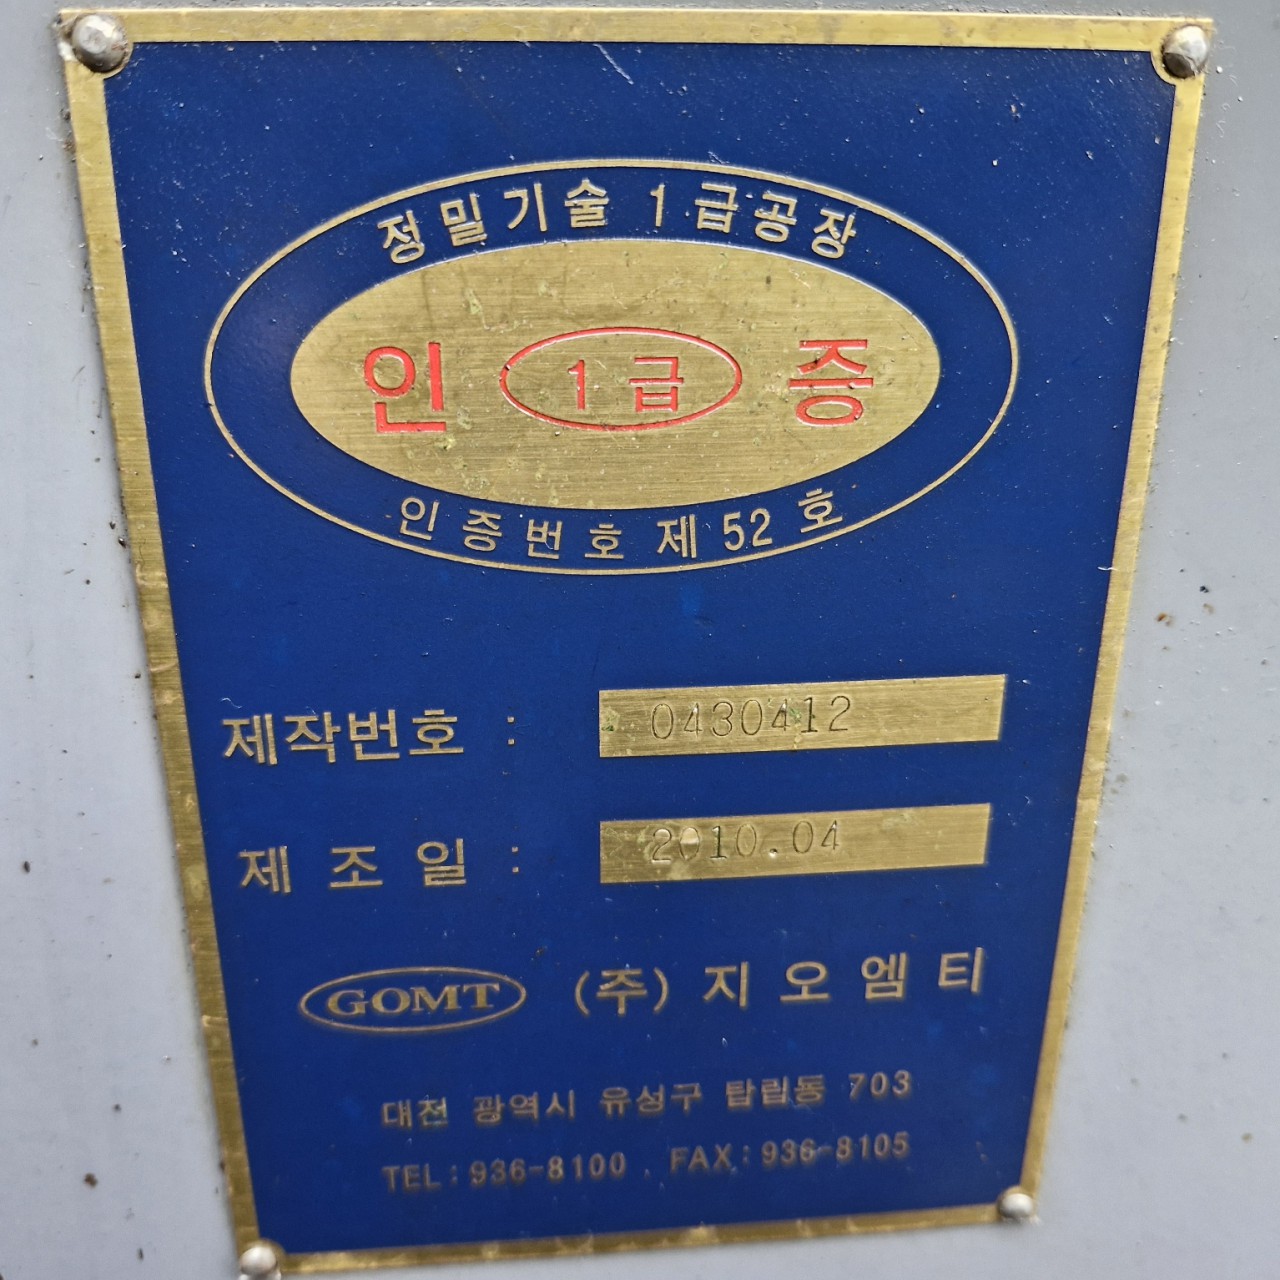 정밀기술 1급공장
인 1급 증
인증번호 제 52 호
제작번호 : 0430412
제 조 일 : 2010.04
GOMT (주) 지 오 엠 티
대전 광역시 유성구 탑립동 703
TEL : 936-8100 FAX : 936-8105